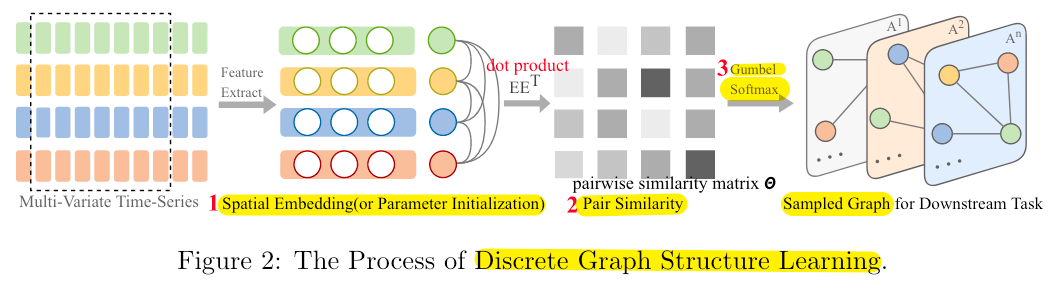 Feature
Extract
dot product
EE^T
3 Gumbel
Softmax
A^1
A^2
A^n
• • •
• • •
• • •
pairwise similarity matrix Θ
Multi-Variate Time-Series
1 Spatial Embedding(or Parameter Initialization)
2 Pair Similarity
Sampled Graph for Downstream Task
Figure 2: The Process of Discrete Graph Structure Learning.